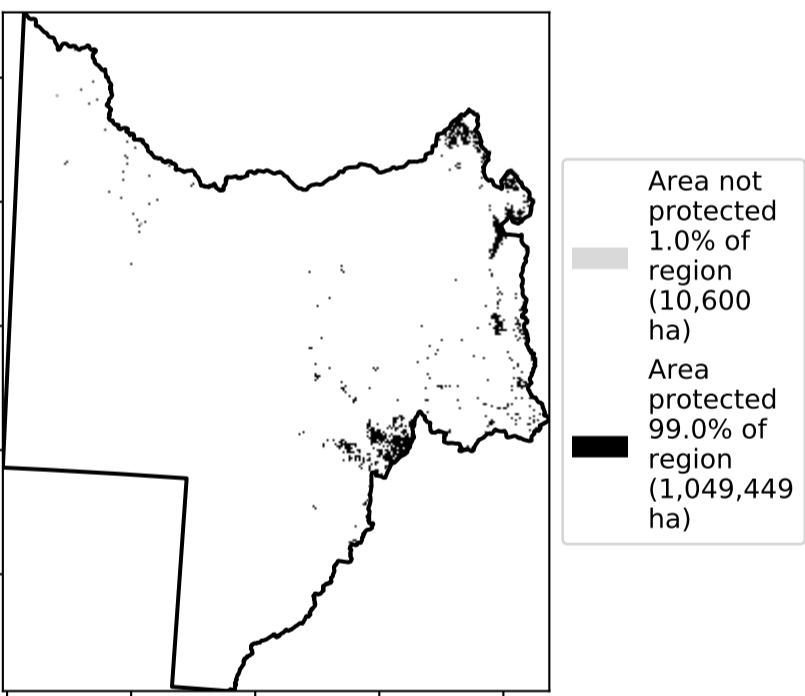 Area not
protected
1.0% of
region
(10,600
ha)
Area
protected
99.0% of
region
(1,049,449
ha)